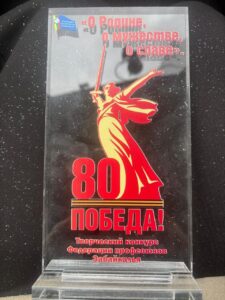 «О Родине,
о мужестве,
о славе»
80
ПОБЕДА!
Творческий конкурс
Федерации профсоюзов
Забайкалья